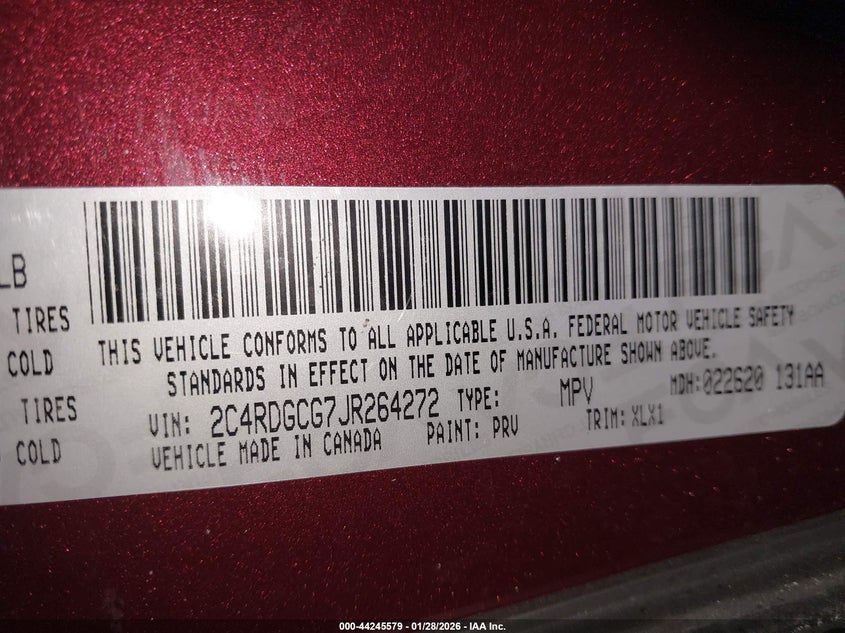 LB
TIRES
COLD
TIRES
COLD
THIS VEHICLE CONFORMS TO ALL APPLICABLE U.S.A. FEDERAL MOTOR VEHICLE SAFETY
STANDARDS IN EFFECT ON THE DATE OF MANUFACTURE SHOWN ABOVE.
VIN: 2C4RDGCG7JR264272 TYPE: MPV MDH:022620 131AA
VEHICLE MADE IN CANADA PAINT: PRV TRIM: XLX1
000-44245579 - 01/28/2026 - IAA Inc.